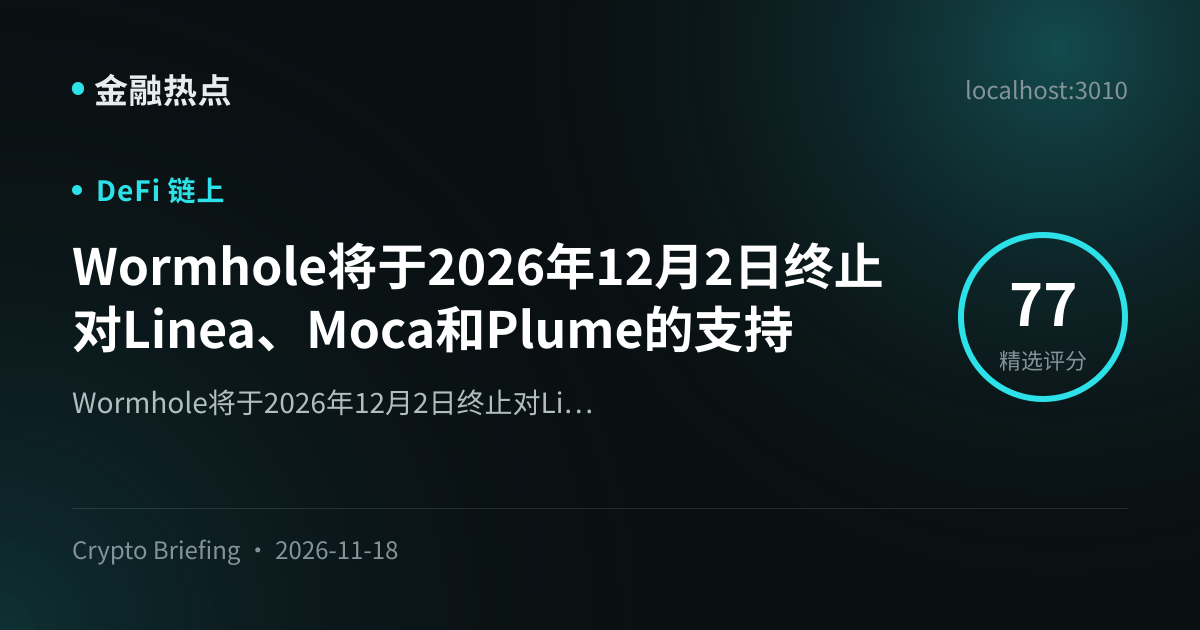 金融热点
localhost:3010
DeFi 链上
Wormhole将于2026年12月2日终止
对Linea、Moca和Plume的支持
77
精选评分
Wormhole将于2026年12月2日终止对Li…
Crypto Briefing · 2026-11-18